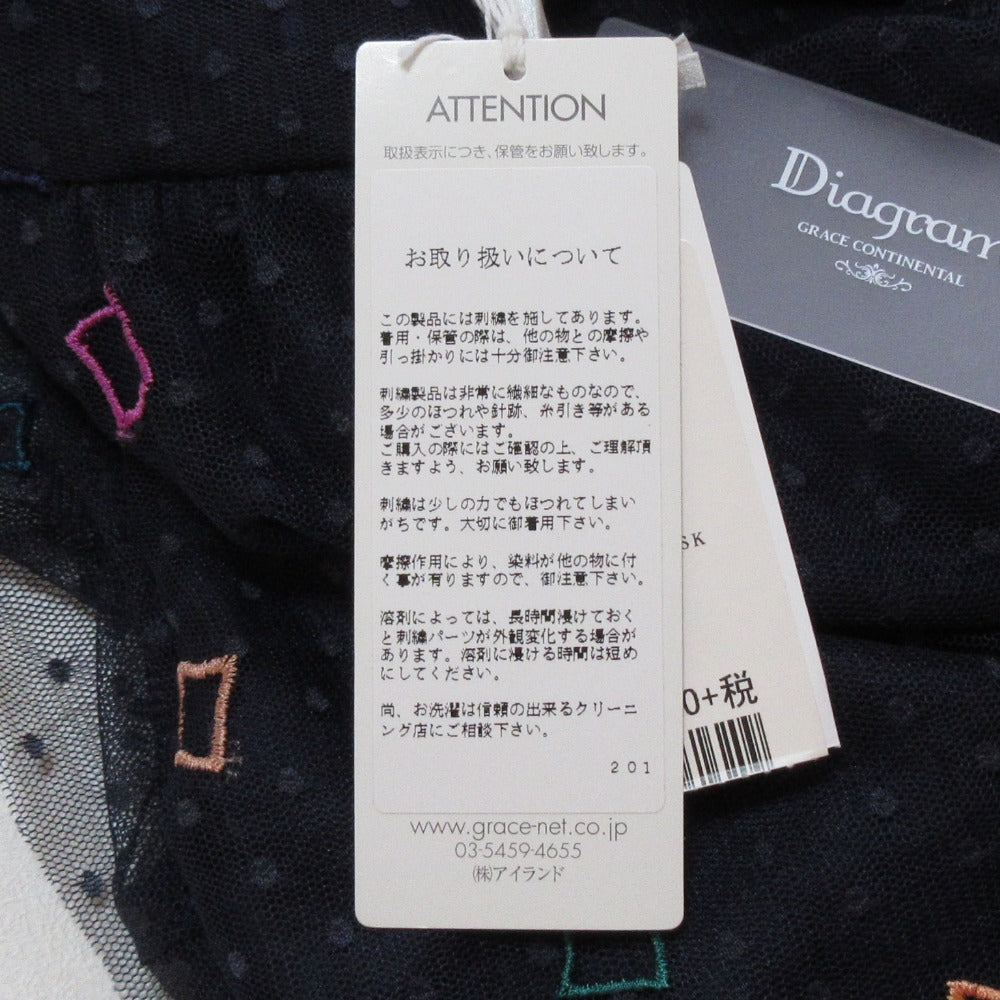 ATTENTION
取扱表示につき、保管をお願い致します。
お取り扱いについて
この製品には刺繍を施してあります。
着用・保管の際は、他の物との摩擦や
引っ掛かりには十分御注意下さい。
刺繍製品は非常に繊細なものなので、
多少のほつれや針跡、糸引き等がある
場合がございます。
ご購入の際にはご確認の上、ご理解頂
きますよう、お願い致します。
刺繍は少しの力でもほつれてしまい
がちです。大切に御着用下さい。
摩擦作用により、染料が他の物に付
く事が有りますので、御注意下さい。
溶剤によっては、長時間浸けておく
と刺繍パーツが外観変化する場合が
あります。溶剤に浸ける時間は短め
にしてください。
尚、お洗濯は信頼の出来るクリーニ
ング店にご相談下さい。
201
www.grace-net.co.jp
03-5459-4655
㈱アイランド
Diagram
GRACE CONTINENTAL
SK
0+税